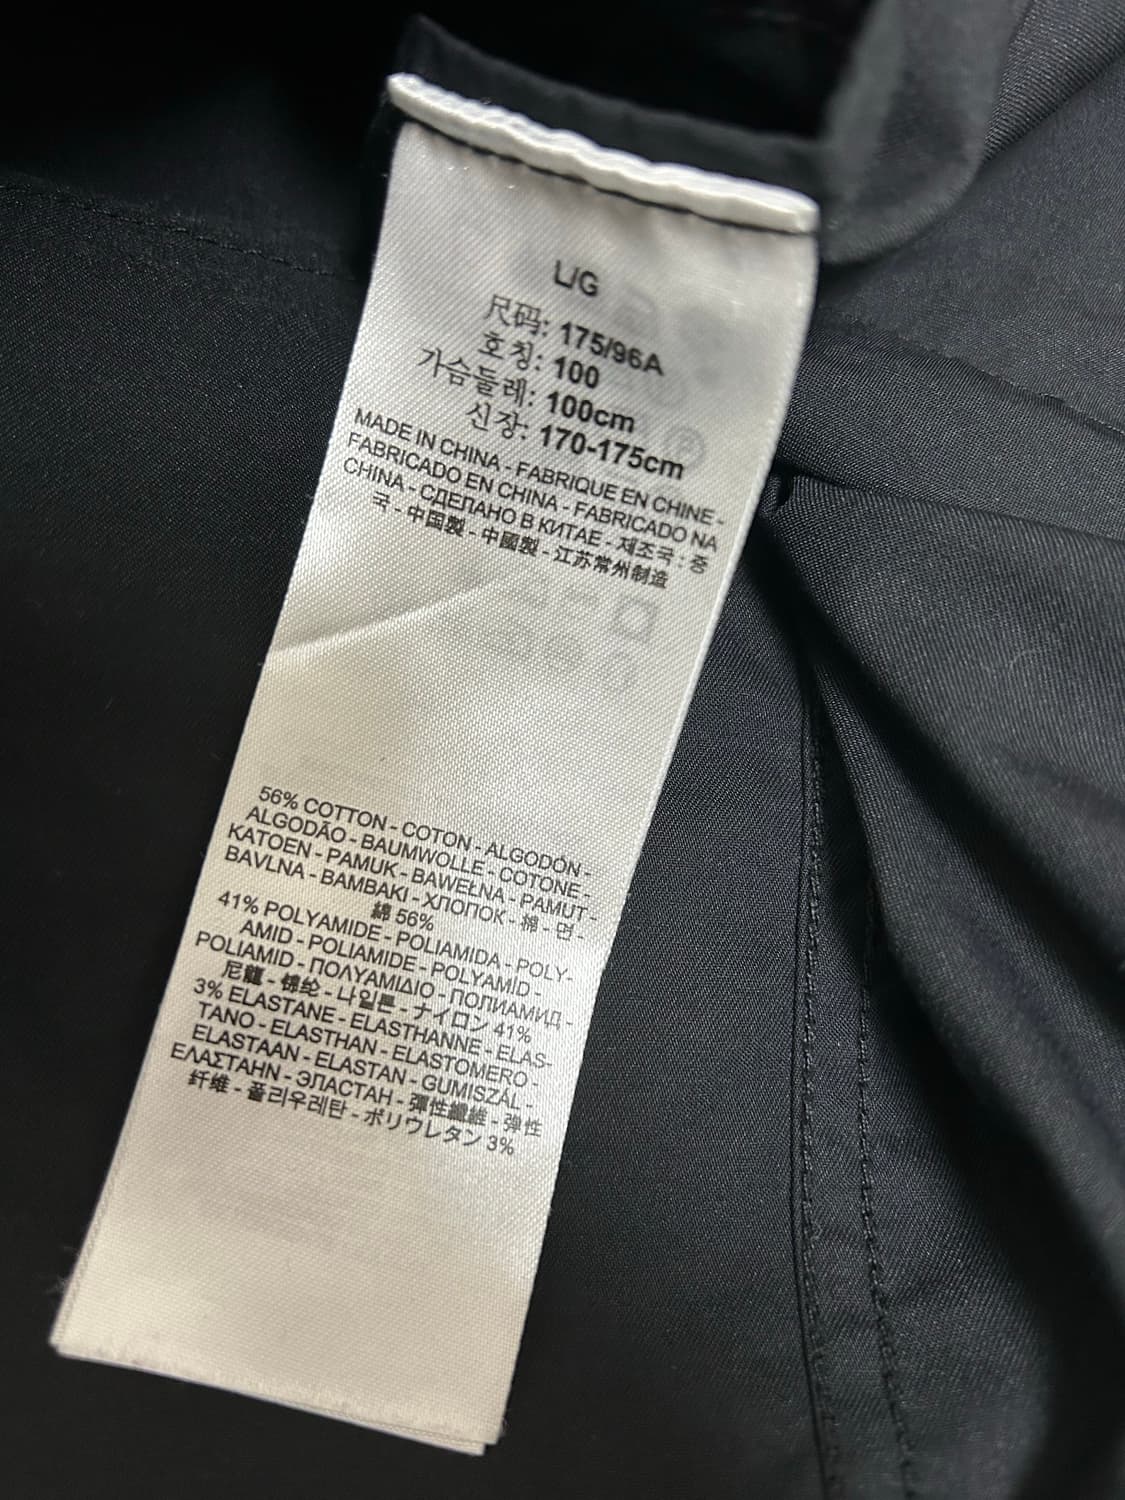 L/G
尺码: 175/96A
호칭: 100
가슴둘레: 100cm
신장: 170-175cm
MADE IN CHINA - FABRIQUE EN CHINE -
FABRICADO EN CHINA - FABRICADO NA
CHINA - СДЕЛАНО В КИТАЕ - 제조국 : 중
국 - 中国製 - 中國製 - 江苏常州制造
56% COTTON - COTON - ALGODÓN -
ALGODÃO - BAUMWOLLE - COTONE -
KATOEN - PAMUK - BAWEŁNA - PAMUT -
BAVLNA - BAMBAKI - ХЛОПОК - 棉 - 면 -
綿 56%
41% POLYAMIDE - POLIAMIDA - POLY-
AMID - POLIAMIDE - POLYAMÍD -
POLIAMID - ΠΟΛΥΑΜΙΔΙΟ - ПОЛИАМИД -
尼龍 - 锦纶 - 나일론 - ナイロン 41%
3% ELASTANE - ELASTHANNE - ELAS-
TANO - ELASTHAN - ELASTOMERO -
ELASTAAN - ELASTAN - GUMISZÁL -
ΕΛΑΣΤΑΗΝ - ЭЛАСТАН - 彈性纖維 - 弹性
纤维 - 폴리우레탄 - ポリウレタン 3%